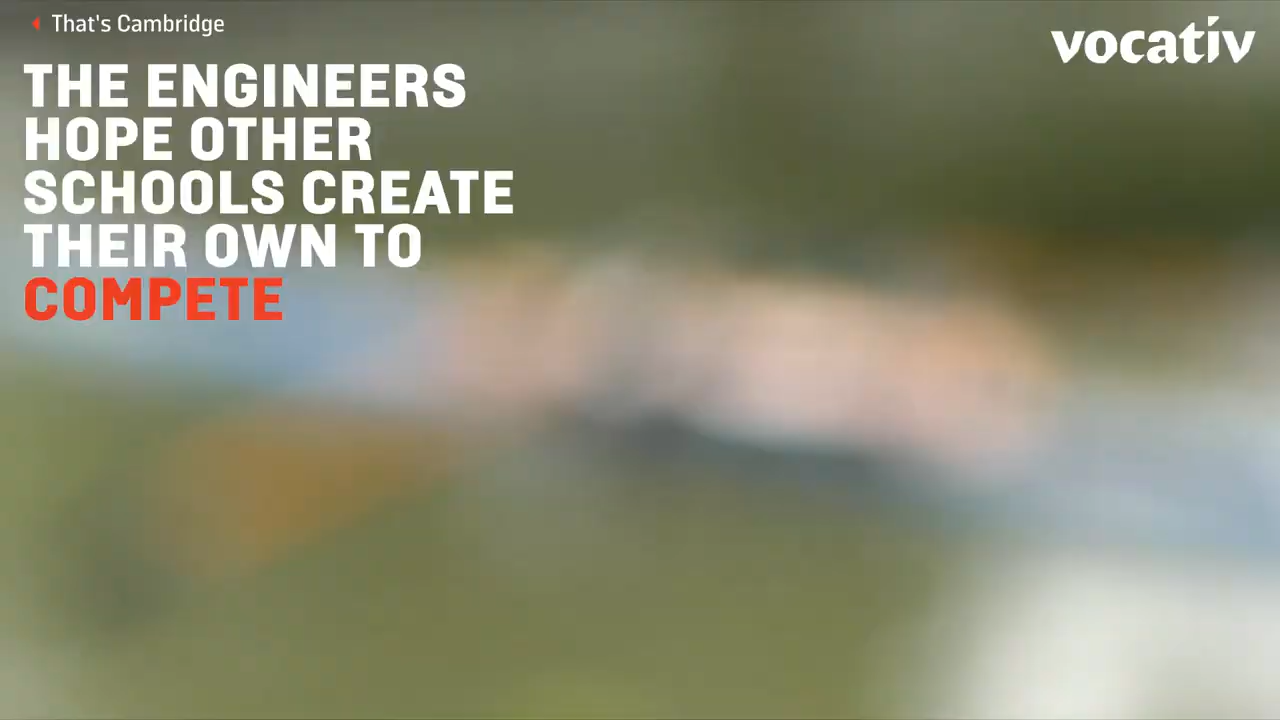 That's Cambridge
vocativ
THE ENGINEERS
HOPE OTHER
SCHOOLS CREATE
THEIR OWN TO
COMPETE